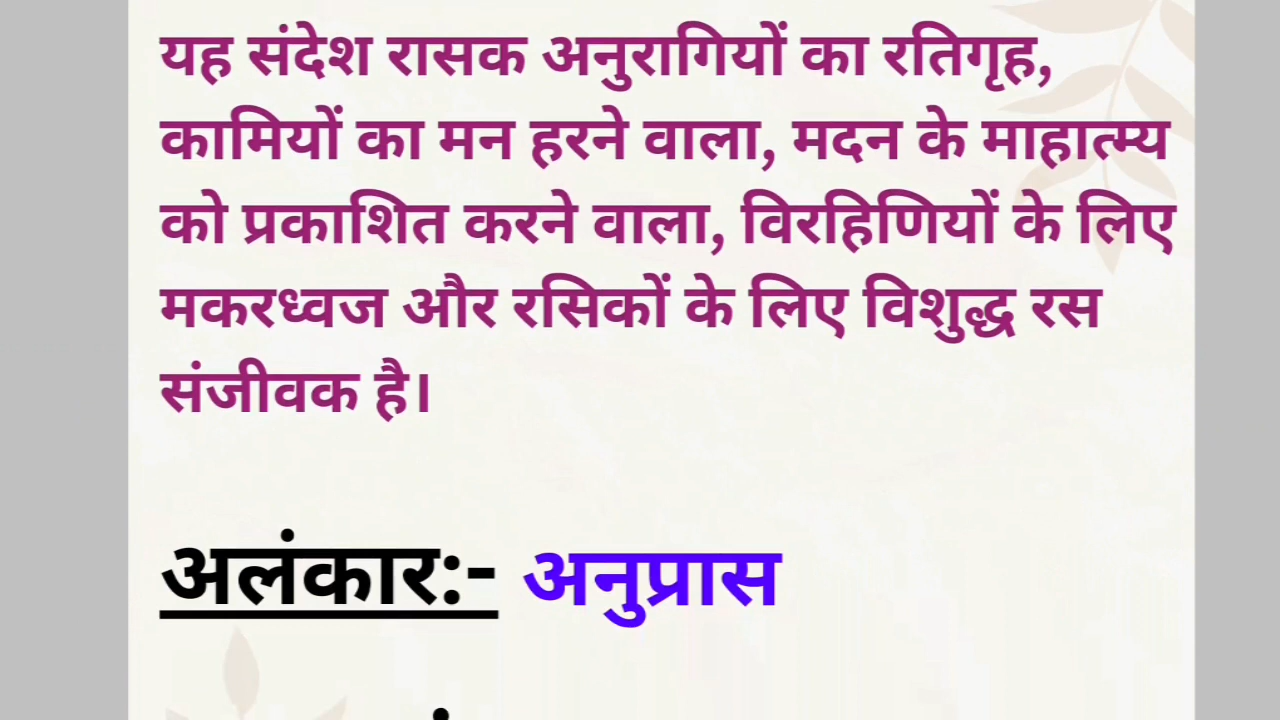 यह संदेश रासक अनुरागियों का रतिगृह,
कामियों का मन हरने वाला, मदन के माहात्म्य
को प्रकाशित करने वाला, विरहिणियों के लिए
मकरध्वज और रसिकों के लिए विशुद्ध रस
संजीवक है।
अलंकार:- अनुप्रास